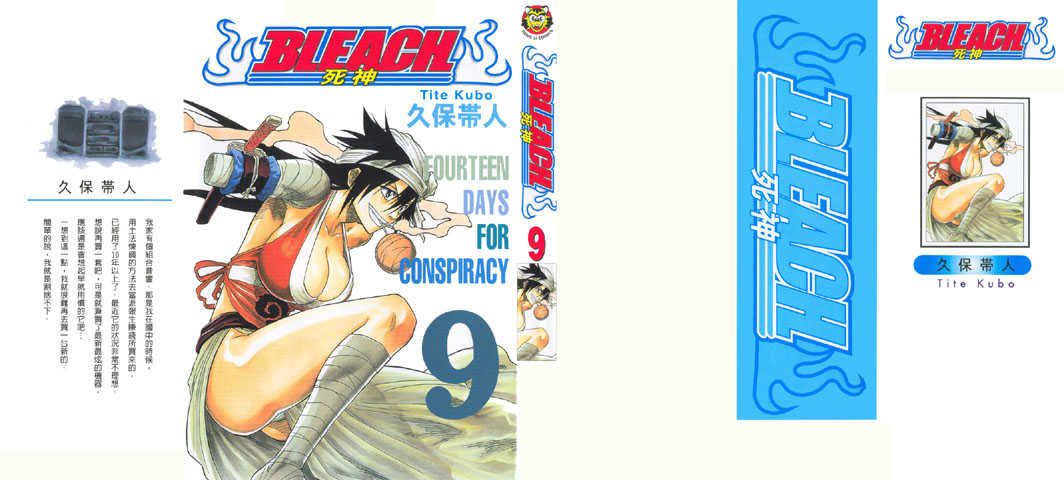 久保帯人
我家有個組合音響，那是我在國中的時候，
用土法煉鋼的方法去當派報生賺錢所買來的，
已經用了10年以上了，最近它的狀況非常不理想，
想說再買一套吧，可是就算買了最新最炫的機器，
應該還是會想起早就用慣的它吧…
一想到這一點，我就很難再去買一台新的，
簡單的說，我就是割捨不下。
BLEACH
死神
Tite Kubo
久保帯人
FOURTEEN
DAYS
FOR
CONSPIRACY
9
BLEACH
死神
9
BLEACH
死神
BLEACH
死神
久保帯人
Tite Kubo